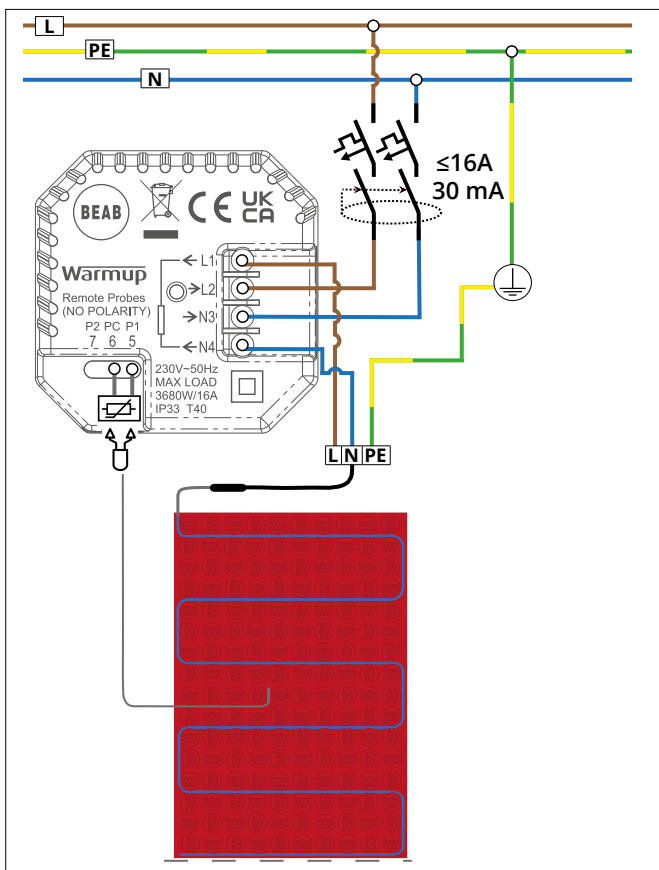 L
PE
N
≤16A
30 mA
BEAB
CE UK
CA
Warmup
Remote Probes
(NO POLARITY)
P2 PC P1
7 6 5
L1
L2
N3
N4
230V~50Hz
MAX LOAD
3680W/16A
IP33 T40
L N PE